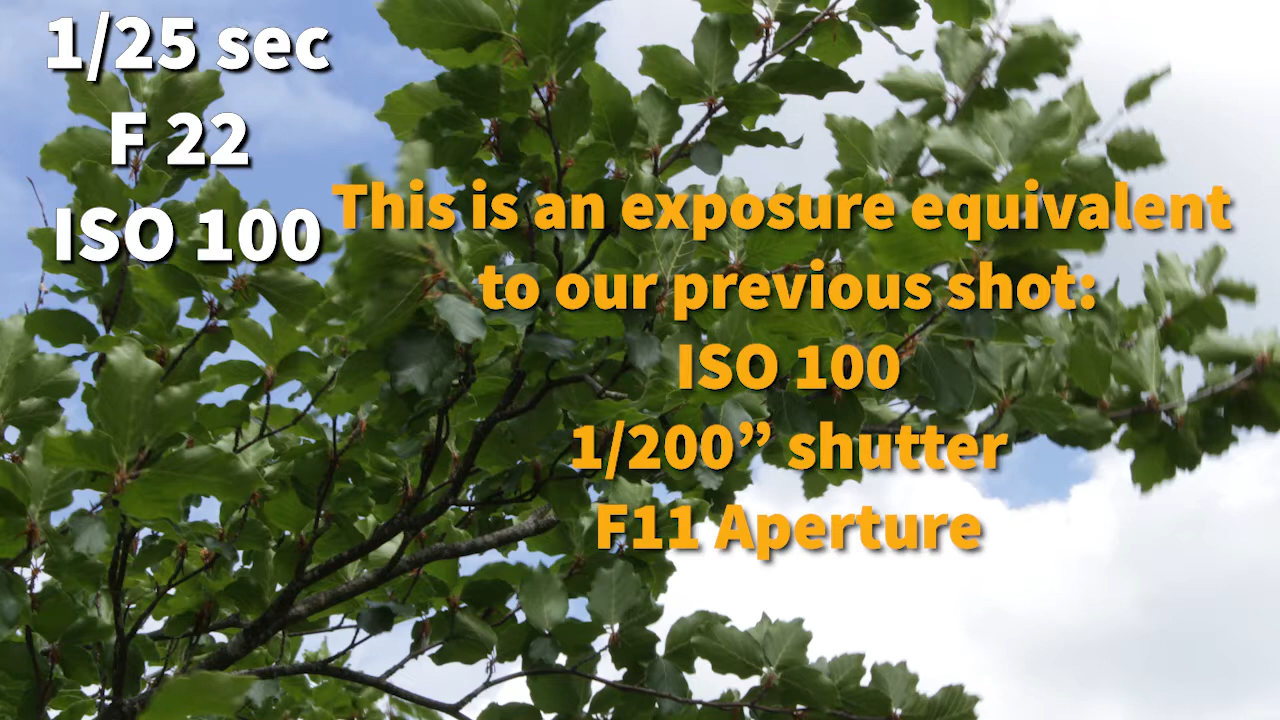 1/25 sec
F 22
ISO 100
This is an exposure equivalent
to our previous shot:
ISO 100
1/200” shutter
F11 Aperture